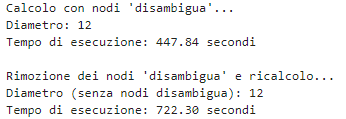 Calcolo con nodi 'disambigua'...
Diametro: 12
Tempo di esecuzione: 447.84 secondi
Rimozione dei nodi 'disambigua' e ricalcolo...
Diametro (senza nodi disambigua): 12
Tempo di esecuzione: 722.30 secondi